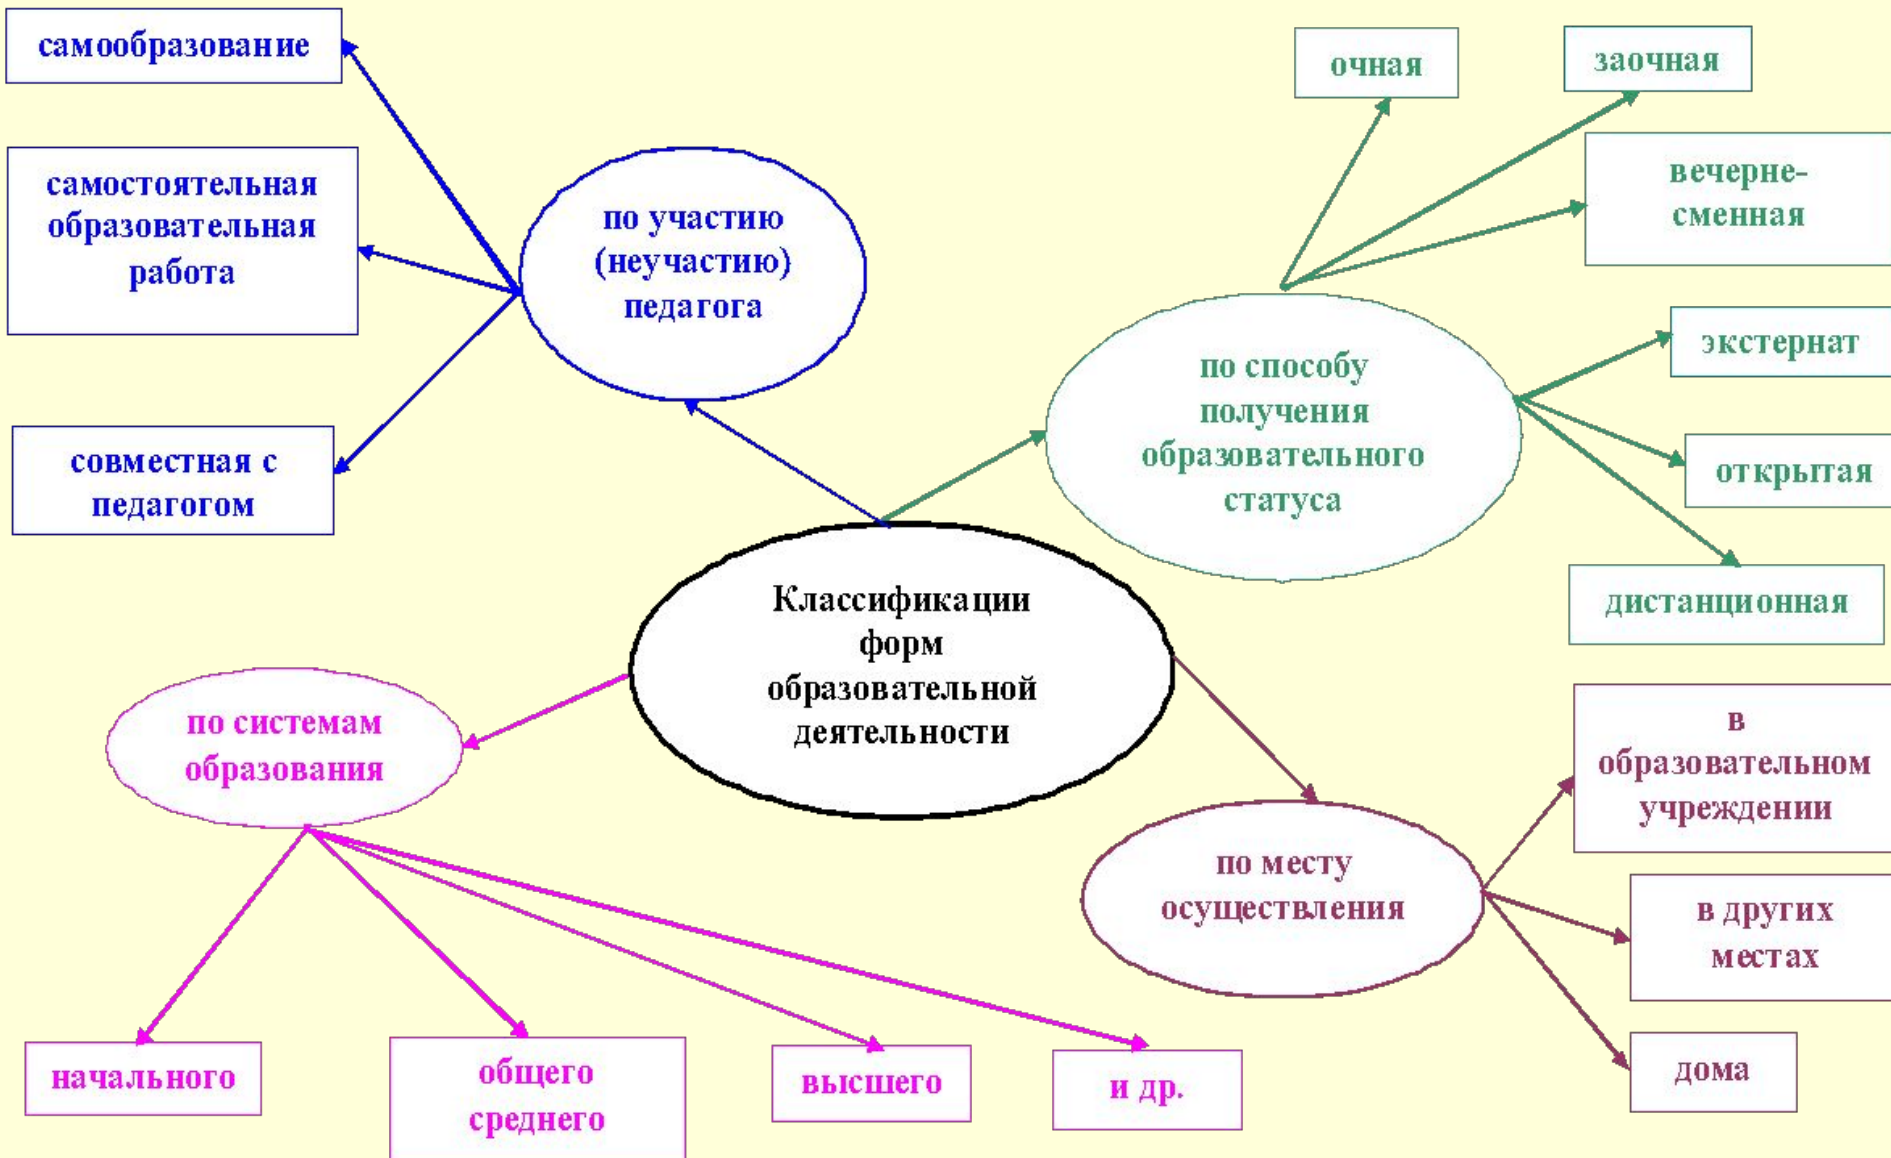 самообразование
самостоятельная
образовательная
работа
совместная с
педагогом
по участию
(неучастию)
педагога
очная
заочная
вечерне-
сменная
экстернат
открытая
дистанционная
по способу
получения
образовательного
статуса
Классификации
форм
образовательной
деятельности
по системам
образования
начального
общего
среднего
высшего
и др.
по месту
осуществления
в
образовательном
учреждении
в других
местах
дома